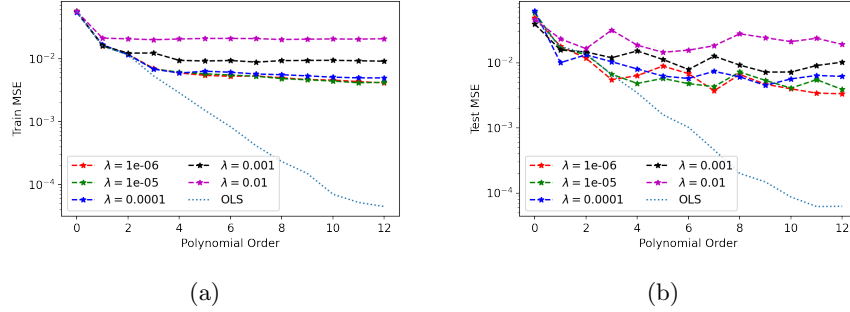 Train MSE
10⁻²
10⁻³
10⁻⁴
λ = 1e-06
λ = 1e-05
λ = 0.0001
λ = 0.001
λ = 0.01
OLS
0 2 4 6 8 10 12
Polynomial Order
(a)
Test MSE
10⁻²
10⁻³
10⁻⁴
λ = 1e-06
λ = 1e-05
λ = 0.0001
λ = 0.001
λ = 0.01
OLS
0 2 4 6 8 10 12
Polynomial Order
(b)